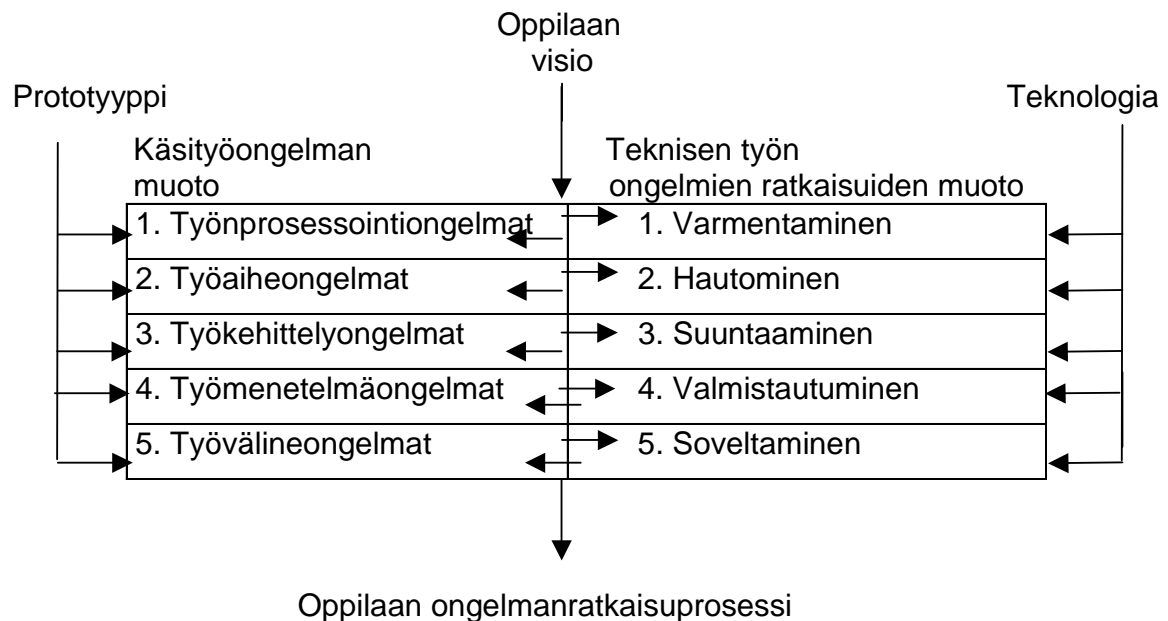 Oppilaan
visio
Prototyyppi
Teknologia
Käsityöongelman
muoto
Teknisen työn
ongelmien ratkaisuiden muoto
1. Työnprosessointiongelmat
1. Varmentaminen
2. Työaiheongelmat
2. Hautominen
3. Työkehittelyongelmat
3. Suuntaaminen
4. Työmenetelmäongelmat
4. Valmistautuminen
5. Työvälineongelmat
5. Soveltaminen
Oppilaan ongelmanratkaisuprosessi